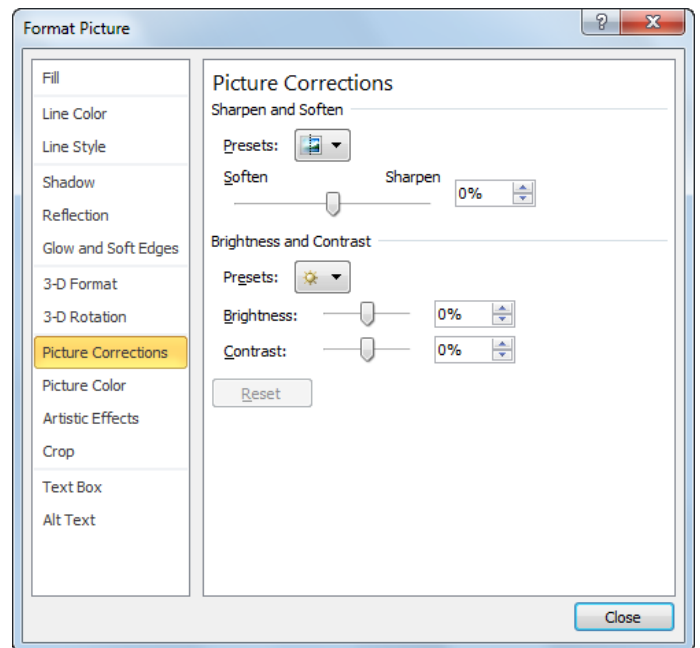 Format Picture
?
Fill
Line Color
Line Style
Shadow
Reflection
Glow and Soft Edges
3-D Format
3-D Rotation
Picture Corrections
Picture Color
Artistic Effects
Crop
Text Box
Alt Text
Picture Corrections
Sharpen and Soften
Presets:
Soften Sharpen
0%
Brightness and Contrast
Presets:
Brightness: 0%
Contrast: 0%
Reset
Close